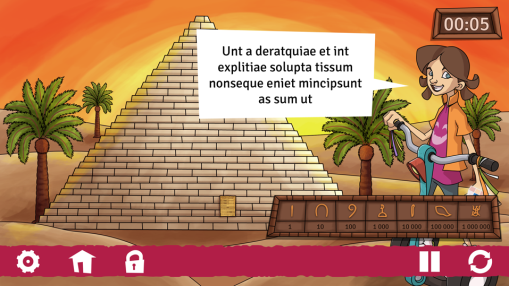 00:05
Unt a deratquiae et int
explitiae solupta tissum
nonseque eniet mincipsunt
as sum ut
1 10 100 1 000 10 000 100 000 1 000 000